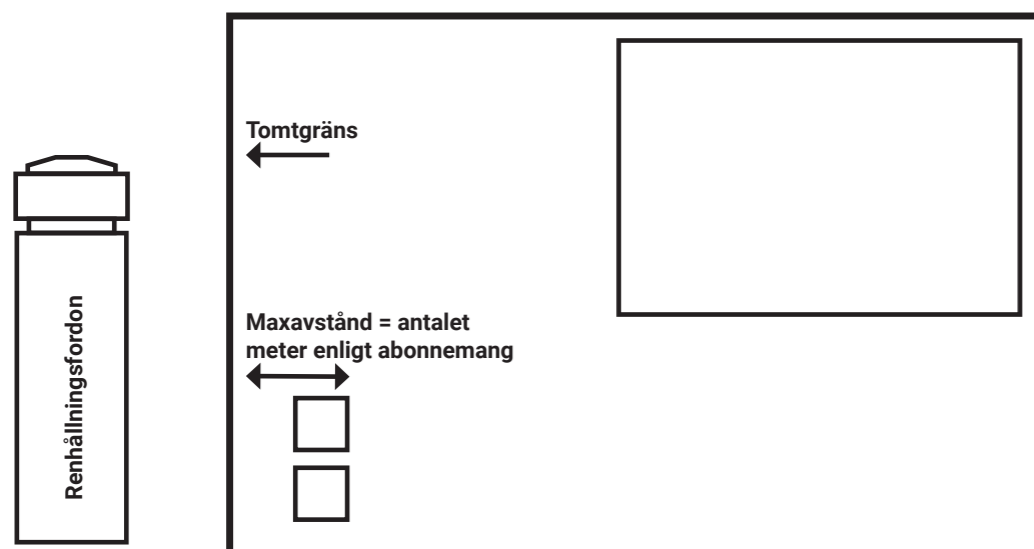 Tomtgräns
Maxavstånd = antalet
meter enligt abonnemang
Renhållningsfordon